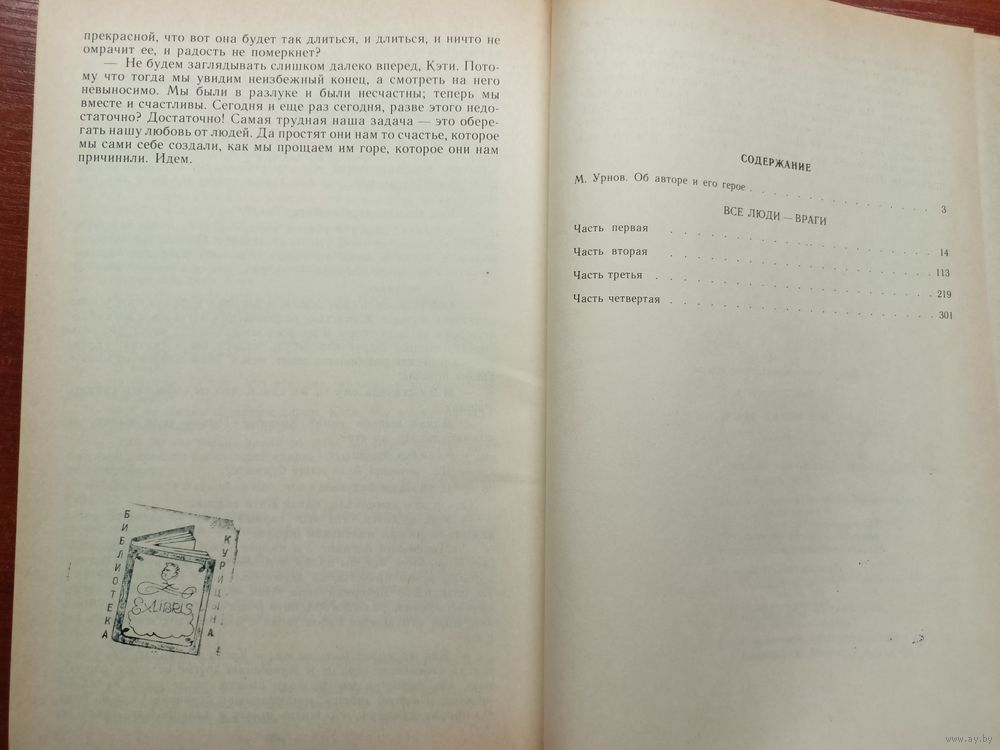 прекрасной, что вот она будет так длиться, и длиться, и ничто не
омрачит ее, и радость не померкнет?
— Не будем заглядывать слишком далеко вперед, Кэти. Пото-
му что тогда мы увидим неизбежный конец, а смотреть на него
невыносимо. Мы были в разлуке и были несчастны; теперь мы
вместе и счастливы. Сегодня и еще раз сегодня, разве этого недо-
статочно? Достаточно! Самая трудная наша задача — это обере-
гать нашу любовь от людей. Да простят они нам то счастье, которое
мы сами себе создали, как мы прощаем им горе, которое они нам
причинили. Идем.
БИБЛИОТЕКА
КУРИЦЫНА
EXLIBRIS
СОДЕРЖАНИЕ
М. Урнов. Об авторе и его герое . . . . . . . . . . . . . 3
ВСЕ ЛЮДИ — ВРАГИ
Часть первая . . . . . . . . . . . . . . . . . . 14
Часть вторая . . . . . . . . . . . . . . . . . . 113
Часть третья . . . . . . . . . . . . . . . . . . 219
Часть четвертая . . . . . . . . . . . . . . . . . . 301
www.ay.by